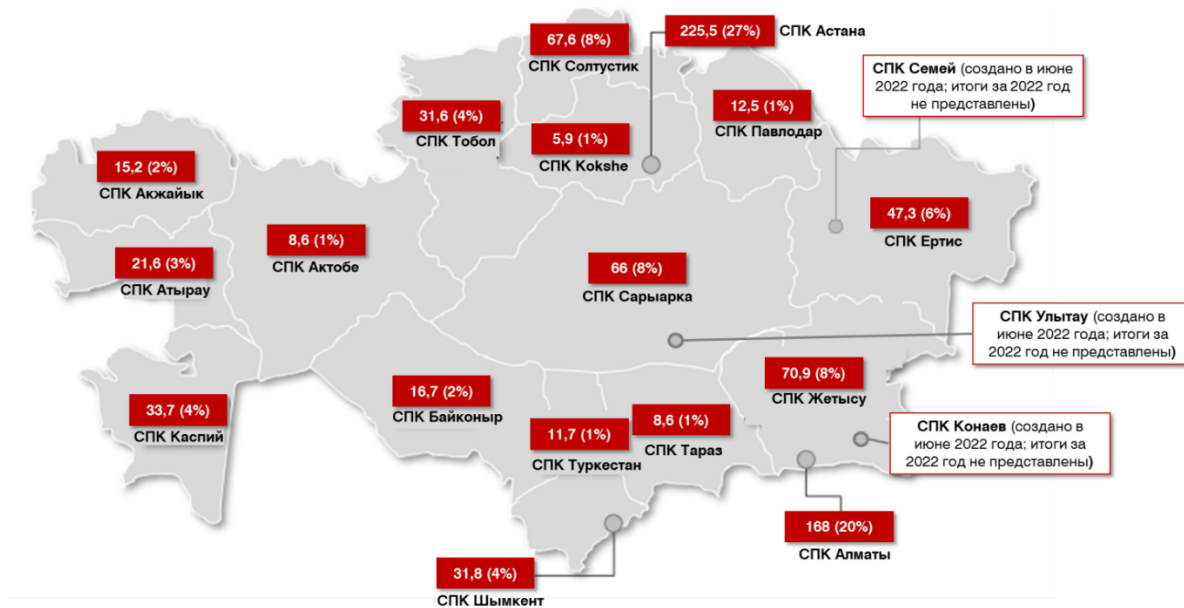 67,6 (8%)
СПК Солтустик
225,5 (27%)
СПК Астана
СПК Семей (создано в июне
2022 года; итоги за 2022 год
не представлены)
31,6 (4%)
СПК Тобол
5,9 (1%)
СПК Kokshe
12,5 (1%)
СПК Павлодар
15,2 (2%)
СПК Акжайык
47,3 (6%)
СПК Ертис
8,6 (1%)
СПК Актобе
21,6 (3%)
СПК Атырау
66 (8%)
СПК Сарыарка
СПК Улытау (создано в
июне 2022 года; итоги за
2022 год не представлены)
33,7 (4%)
СПК Каспий
16,7 (2%)
СПК Байконыр
11,7 (1%)
СПК Туркестан
8,6 (1%)
СПК Тараз
70,9 (8%)
СПК Жетысу
СПК Конаев (создано в
июне 2022 года; итоги за
2022 год не представлены)
168 (20%)
СПК Алматы
31,8 (4%)
СПК Шымкент